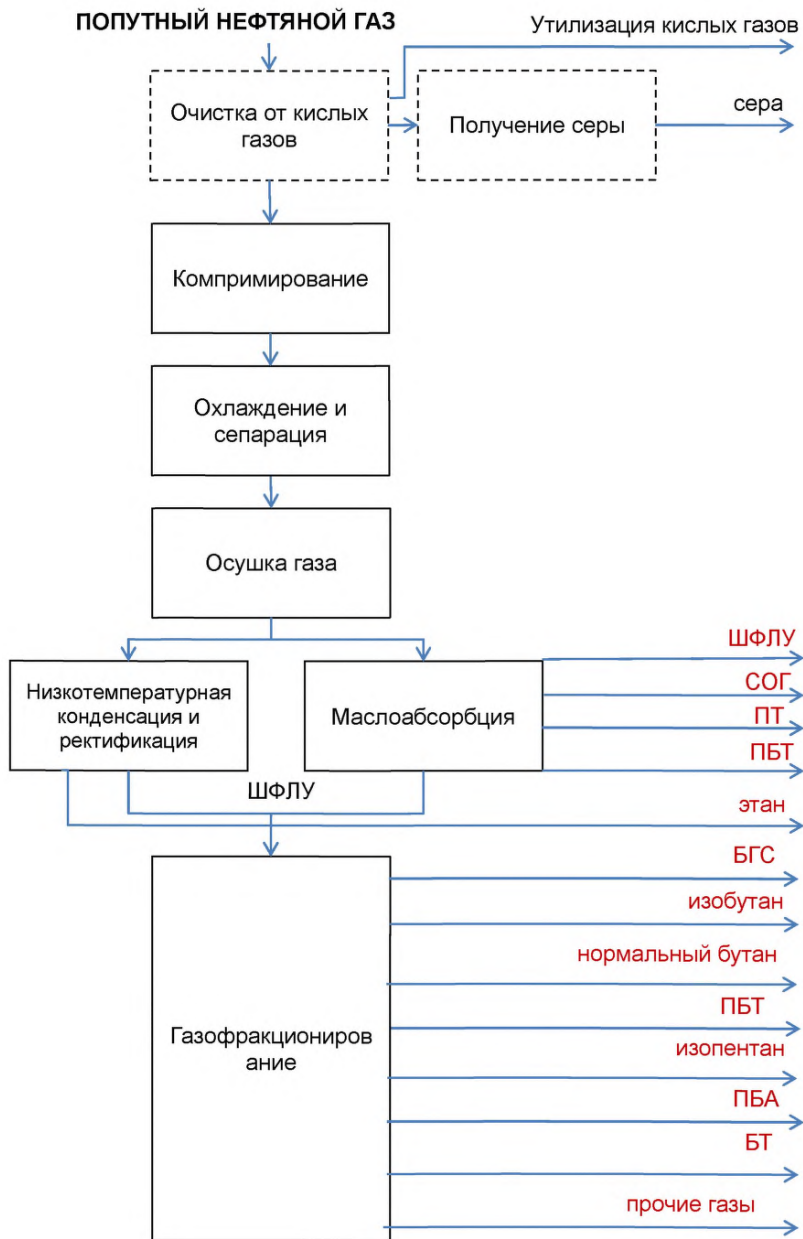 ПОПУТНЫЙ НЕФТЯНОЙ ГАЗ
Утилизация кислых газов
Очистка от кислых
газов
Получение серы
сера
Компримирование
Охлаждение и
сепарация
Осушка газа
Низкотемпературная
конденсация и
ректификация
Маслоабсорбция
ШФЛУ
СОГ
ПТ
ПБТ
ШФЛУ
этан
Газофракциониров
ание
БГС
изобутан
нормальный бутан
ПБТ
изопентан
ПБА
БТ
прочие газы